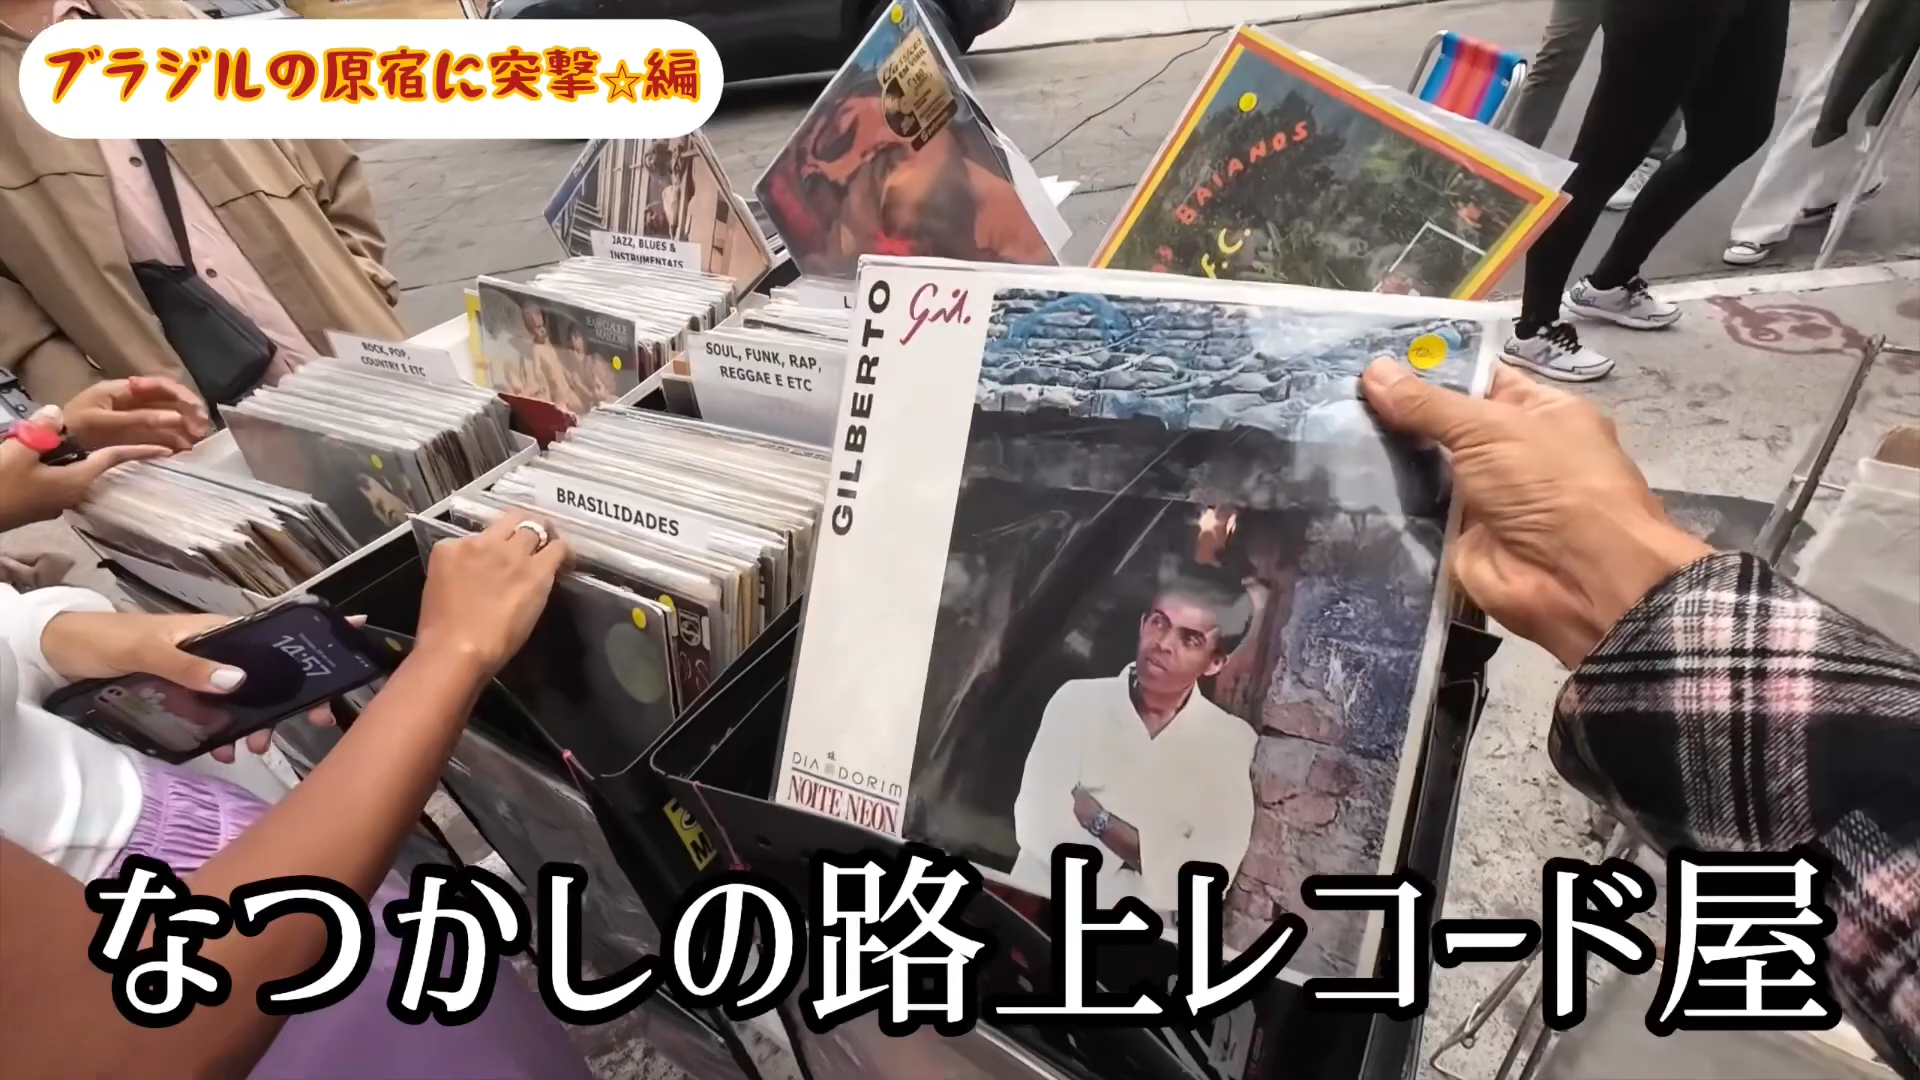 ブラジルの原宿に突撃☆編
BAIANOS
F.C.
JAZZ, BLUES &
INSTRUMENTAIS
ROCK, POP,
COUNTRY E ETC
SOUL, FUNK, RAP,
REGGAE E ETC
BRASILIDADES
GILBERTO
Gil.
14:57
DIADORIM
NOITE NEON
なつかしの路上レコード屋